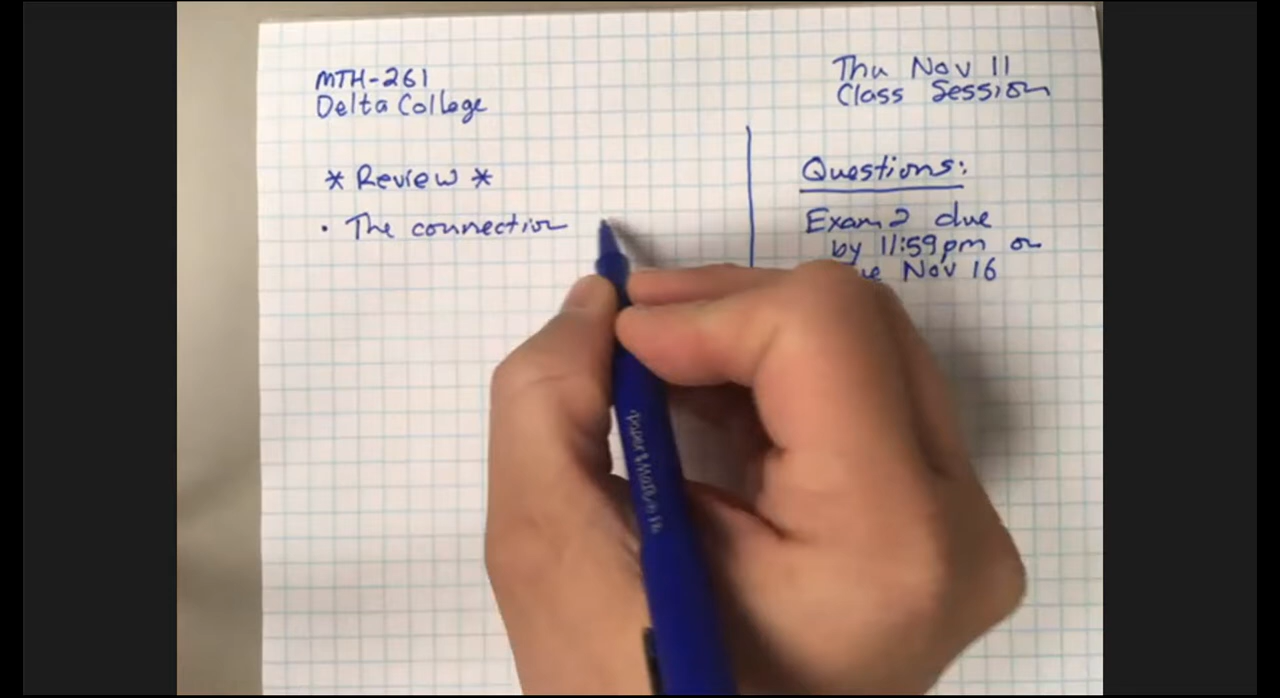 MTH-261
Delta College
Thu Nov 11
Class Session
* Review *
• The connection
Questions:
Exam 2 due
by 11:59pm on
Nov 16